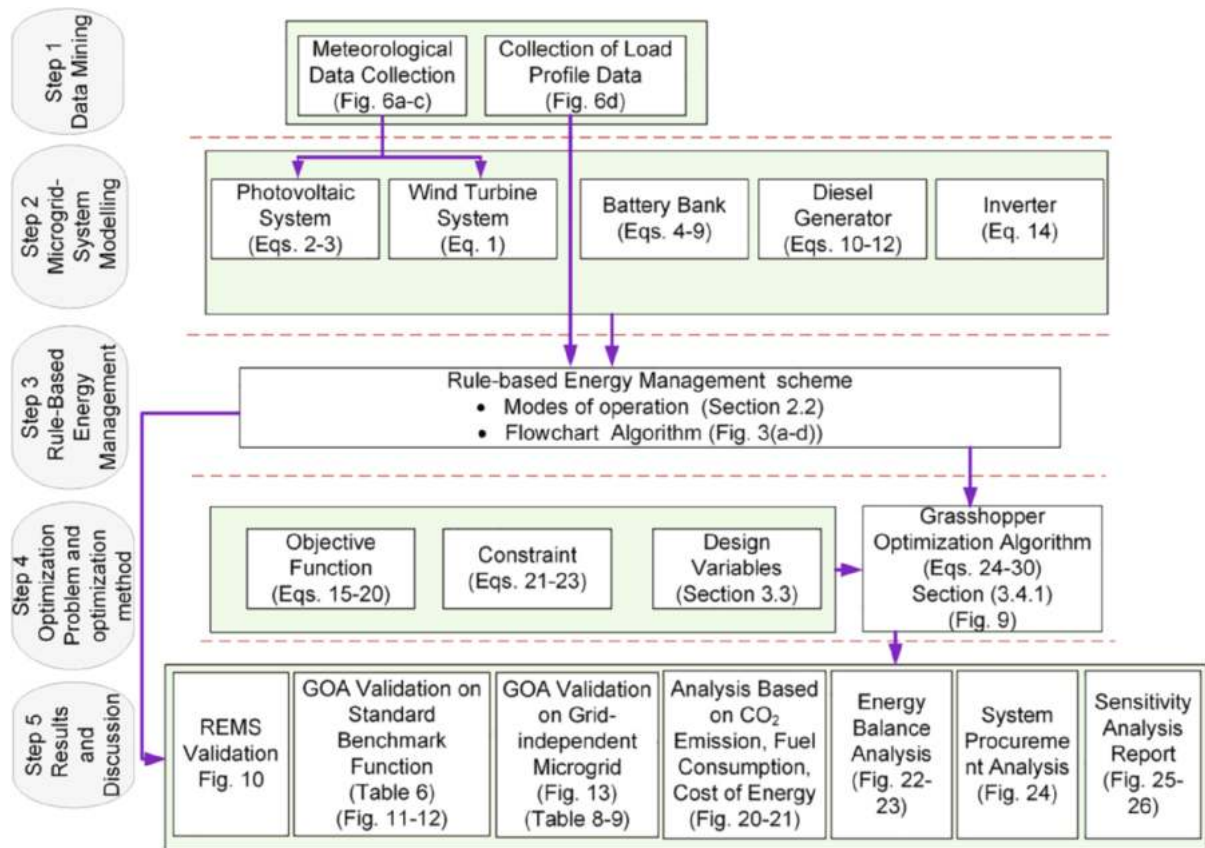 Step 1
Data Mining
Meteorological
Data Collection
(Fig. 6a-c)
Collection of Load
Profile Data
(Fig. 6d)
Step 2
Microgrid-
System
Modelling
Photovoltaic
System
(Eqs. 2-3)
Wind Turbine
System
(Eq. 1)
Battery Bank
(Eqs. 4-9)
Diesel
Generator
(Eqs. 10-12)
Inverter
(Eq. 14)
Step 3
Rule-Based
Energy
Management
Rule-based Energy Management scheme
• Modes of operation (Section 2.2)
• Flowchart Algorithm (Fig. 3(a-d))
Step 4
Optimization
Problem and
optimization
method
Objective
Function
(Eqs. 15-20)
Constraint
(Eqs. 21-23)
Design
Variables
(Section 3.3)
Grasshopper
Optimization Algorithm
(Eqs. 24-30)
Section (3.4.1)
(Fig. 9)
Step 5
Results
and
Discussion
REMS
Validation
Fig. 10
GOA Validation on
Standard
Benchmark
Function
(Table 6)
(Fig. 11-12)
GOA Validation
on Grid-
independent
Microgrid
(Fig. 13)
(Table 8-9)
Analysis Based
on CO₂
Emission, Fuel
Consumption,
Cost of Energy
(Fig. 20-21)
Energy
Balance
Analysis
(Fig. 22-
23)
System
Procureme
nt Analysis
(Fig. 24)
Sensitivity
Analysis
Report
(Fig. 25-
26)